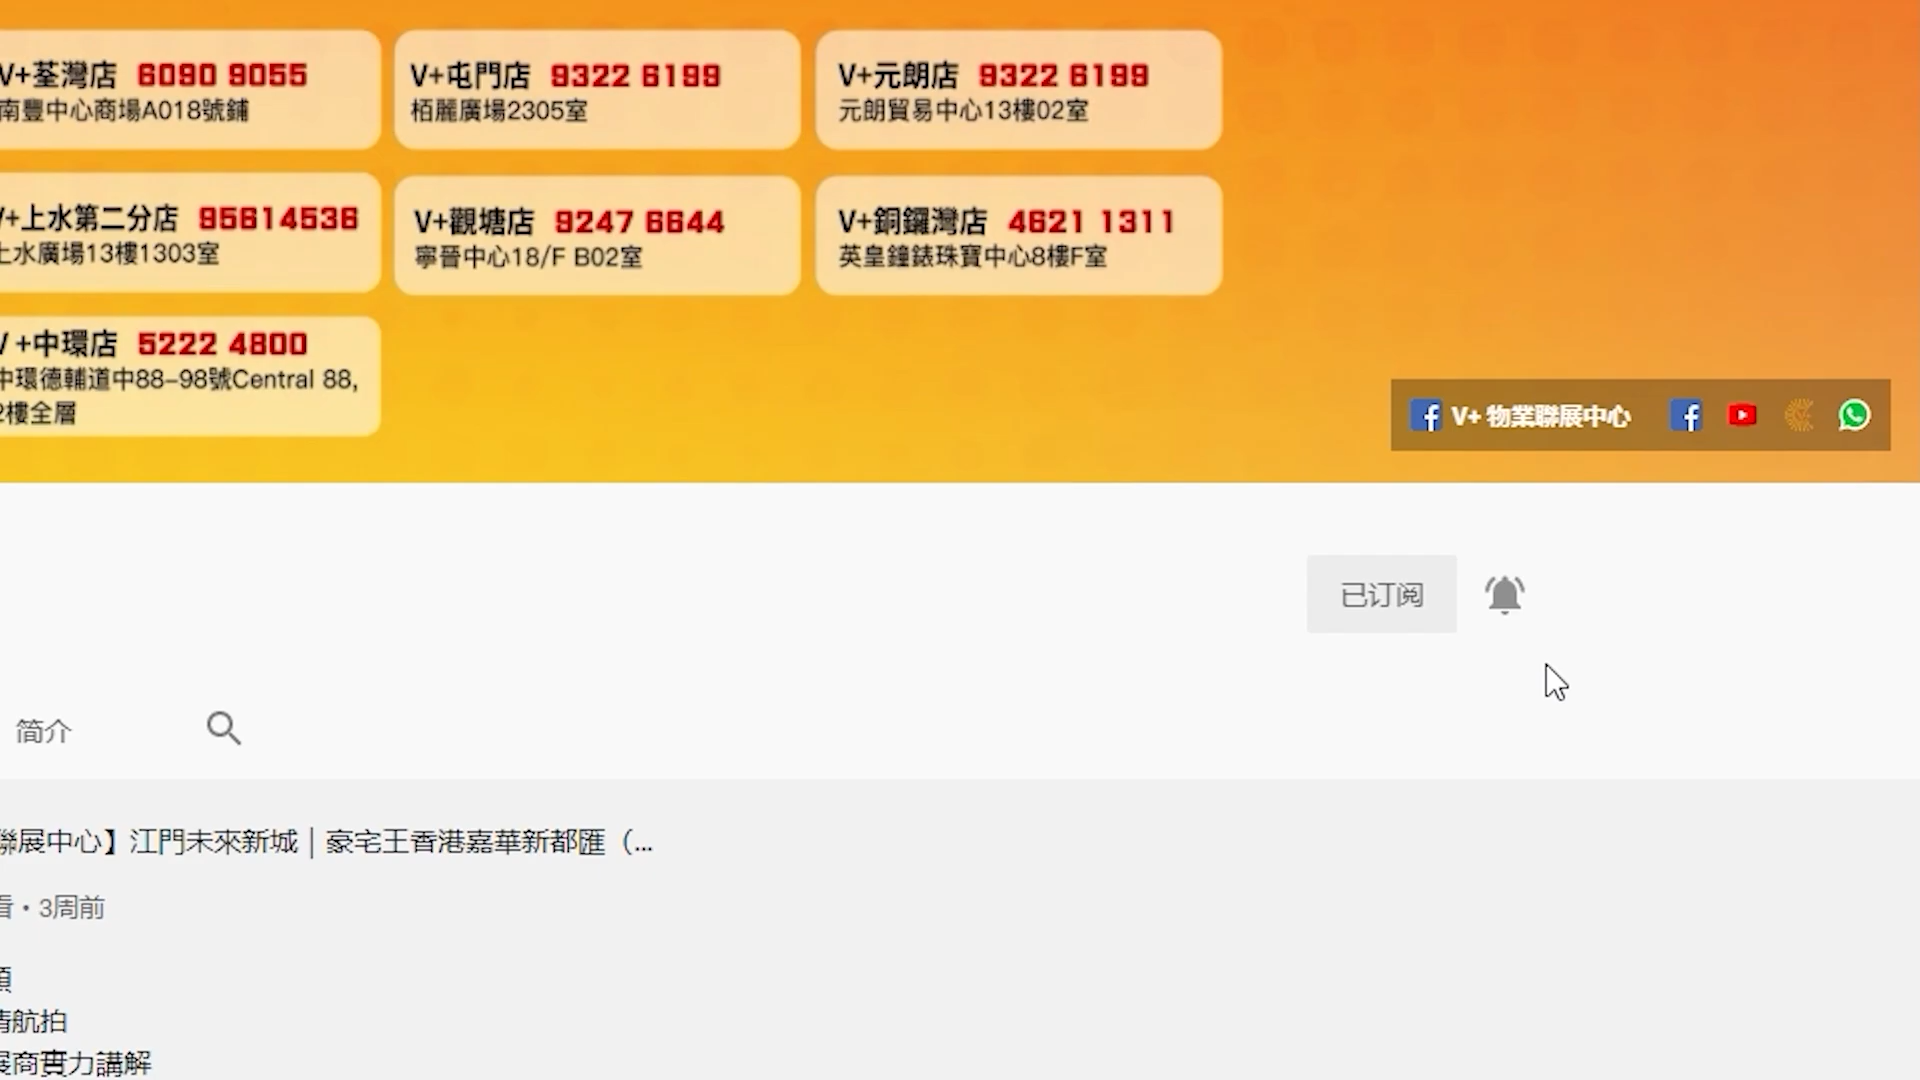 V+荃灣店 6090 9055
南豐中心商場A018號鋪
V+屯門店 9322 6199
栢麗廣場2305室
V+元朗店 9322 6199
元朗貿易中心13樓02室
V+上水第二分店 95614536
上水廣場13樓1303室
V+觀塘店 9247 6644
寧晉中心18/F B02室
V+銅鑼灣店 4621 1311
英皇鐘錶珠寶中心8樓F室
V +中環店 5222 4800
中環德輔道中88-98號Central 88,
2樓全層
V+ 物業聯展中心
已订阅
简介
聯展中心】江門未來新城｜豪宅王香港嘉華新都匯（...
看・3周前
航拍
展商實力講解